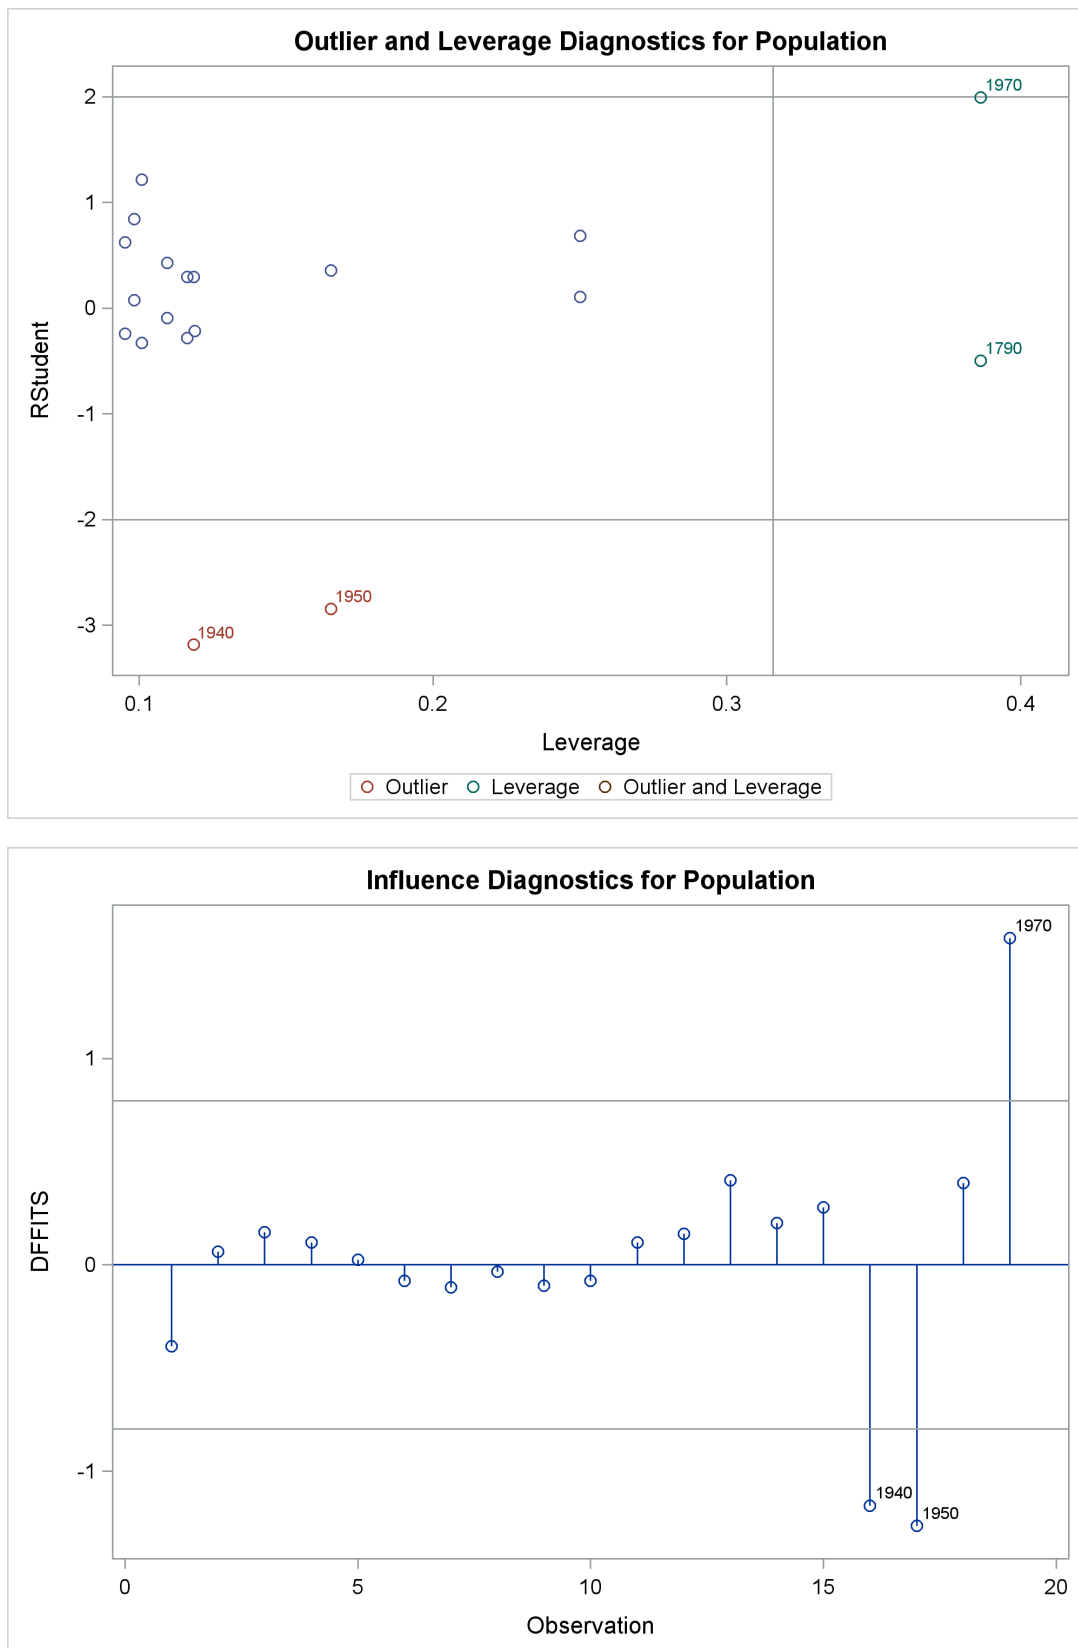 Outlier and Leverage Diagnostics for Population
1970
2
1
0
1790
RStudent
-1
-2
1950
1940
-3
0.1 0.2 0.3 0.4
Leverage
Outlier Leverage Outlier and Leverage
Influence Diagnostics for Population
1970
1
DFFITS
0
-1
1940
1950
0 5 10 15 20
Observation